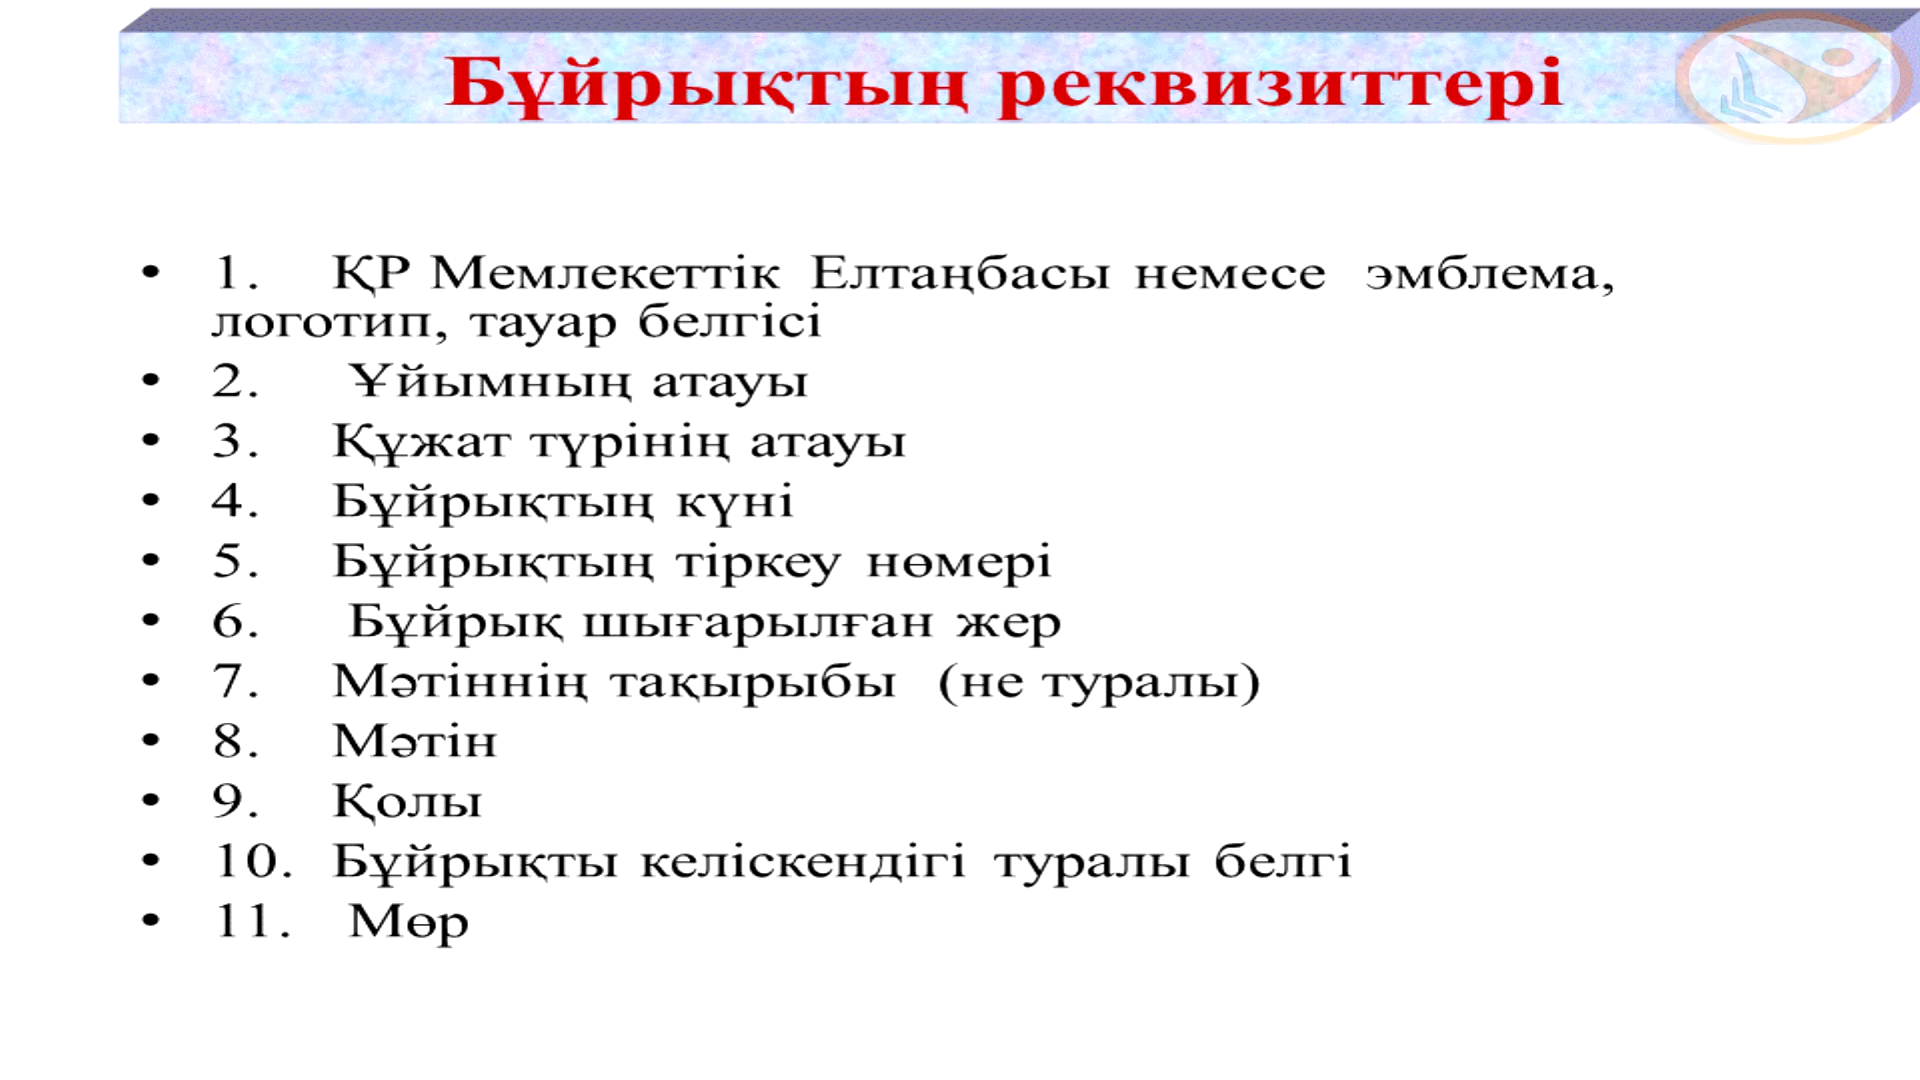 Бұйрықтың реквизиттері
• 1. ҚР Мемлекеттік Елтаңбасы немесе эмблема,
логотип, тауар белгісі
• 2. Ұйымның атауы
• 3. Құжат түрінің атауы
• 4. Бұйрықтың күні
• 5. Бұйрықтың тіркеу нөмері
• 6. Бұйрық шығарылған жер
• 7. Мәтіннің тақырыбы (не туралы)
• 8. Мәтін
• 9. Қолы
• 10. Бұйрықты келіскендігі туралы белгі
• 11. Мөр